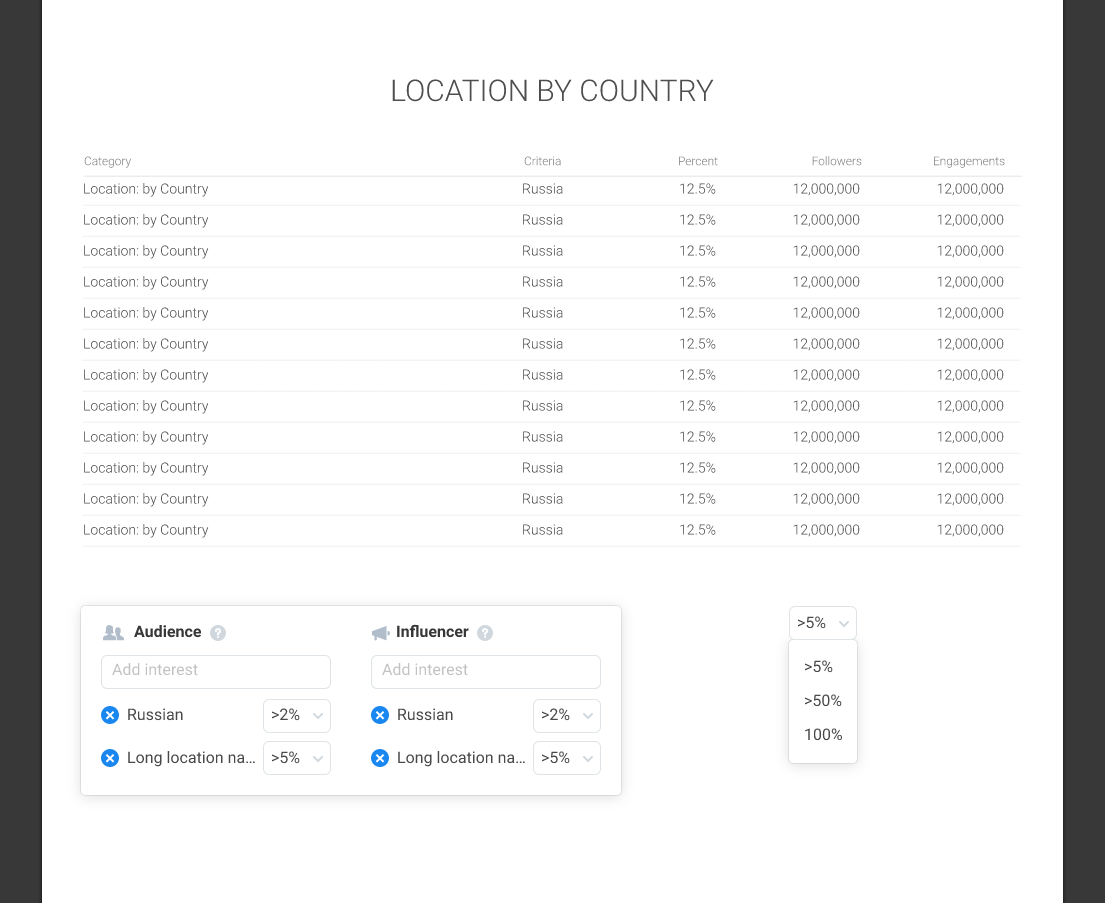 LOCATION BY COUNTRY
Category Criteria Percent Followers Engagements
Location: by Country Russia 12.5% 12,000,000 12,000,000
Location: by Country Russia 12.5% 12,000,000 12,000,000
Location: by Country Russia 12.5% 12,000,000 12,000,000
Location: by Country Russia 12.5% 12,000,000 12,000,000
Location: by Country Russia 12.5% 12,000,000 12,000,000
Location: by Country Russia 12.5% 12,000,000 12,000,000
Location: by Country Russia 12.5% 12,000,000 12,000,000
Location: by Country Russia 12.5% 12,000,000 12,000,000
Location: by Country Russia 12.5% 12,000,000 12,000,000
Location: by Country Russia 12.5% 12,000,000 12,000,000
Location: by Country Russia 12.5% 12,000,000 12,000,000
Location: by Country Russia 12.5% 12,000,000 12,000,000
Audience ?
Add interest
Russian >2%
Long location na... >5%
Influencer ?
Add interest
Russian >2%
Long location na... >5%
>5%
>5%
>50%
100%